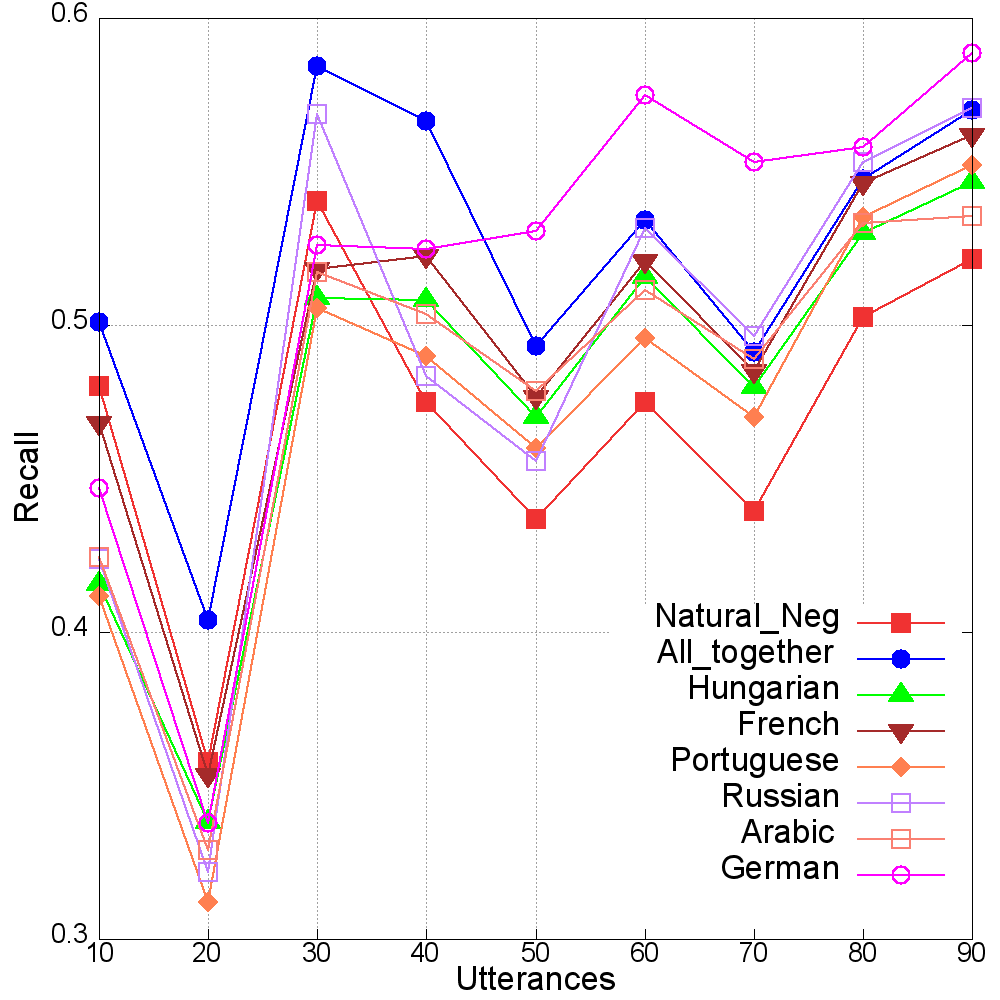 0.6
0.5
0.4
0.3
Recall
Natural_Neg
All_together
Hungarian
French
Portuguese
Russian
Arabic
German
10 20 30 40 50 60 70 80 90
Utterances